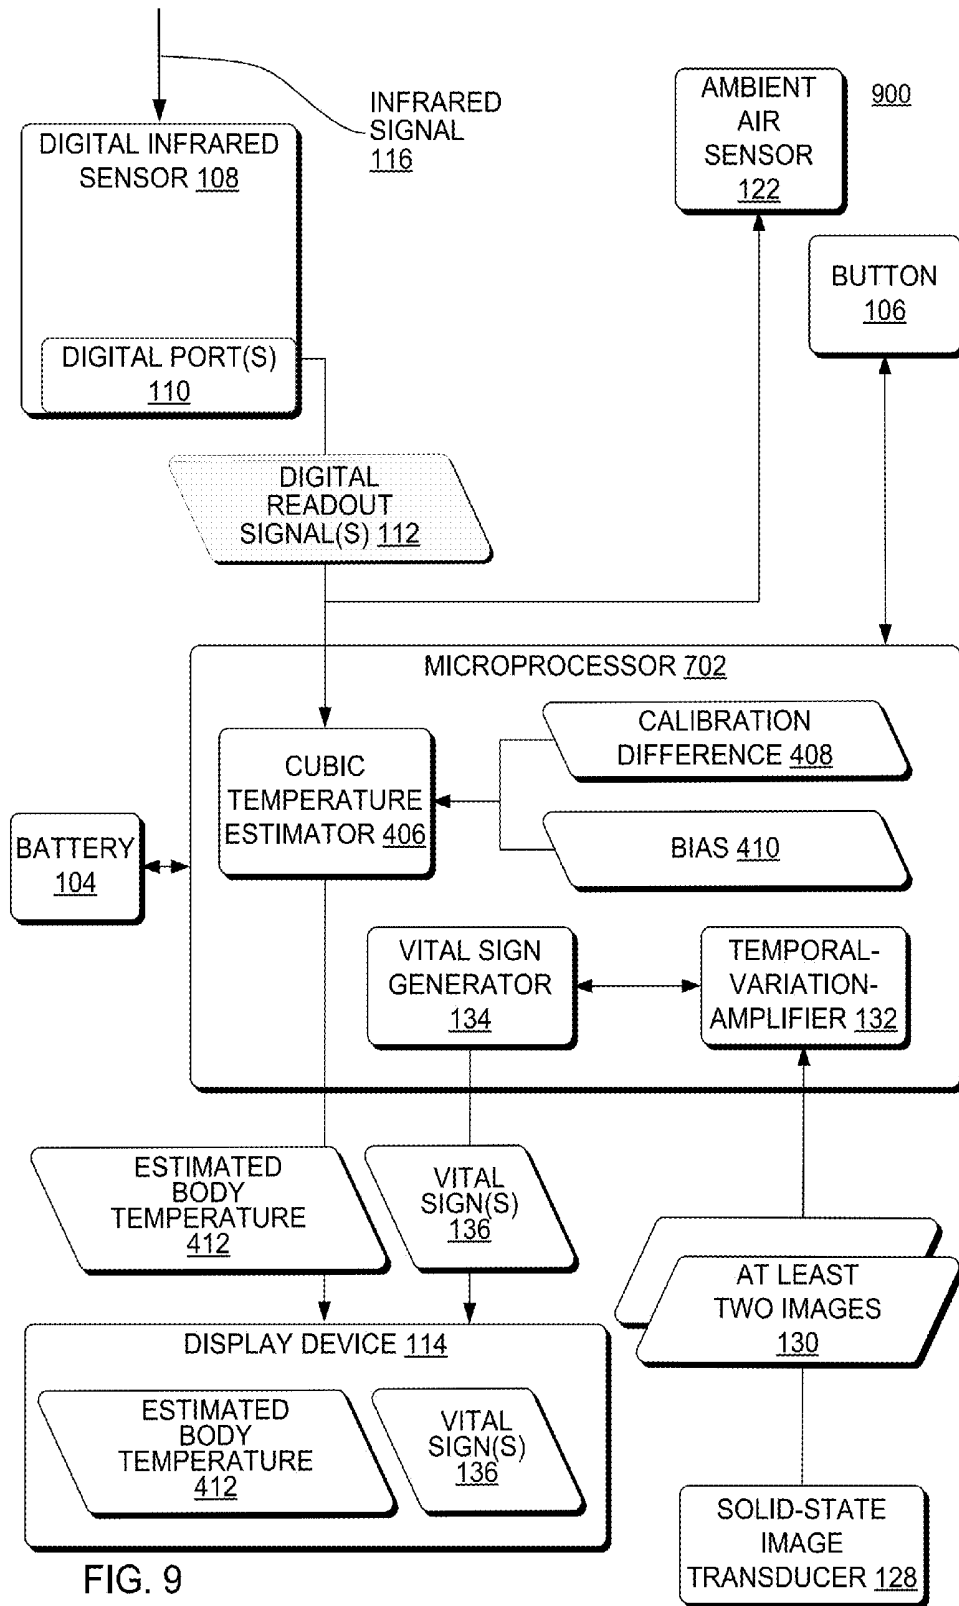 INFRARED
SIGNAL
116
AMBIENT
AIR
SENSOR
122
900
DIGITAL INFRARED
SENSOR 108
BUTTON
106
DIGITAL PORT(S)
110
DIGITAL
READOUT
SIGNAL(S) 112
MICROPROCESSOR 702
CUBIC
TEMPERATURE
ESTIMATOR 406
CALIBRATION
DIFFERENCE 408
BIAS 410
BATTERY
104
VITAL SIGN
GENERATOR
134
TEMPORAL-
VARIATION-
AMPLIFIER 132
ESTIMATED
BODY
TEMPERATURE
412
VITAL
SIGN(S)
136
AT LEAST
TWO IMAGES
130
DISPLAY DEVICE 114
ESTIMATED
BODY
TEMPERATURE
412
VITAL
SIGN(S)
136
SOLID-STATE
IMAGE
TRANSDUCER 128
FIG. 9